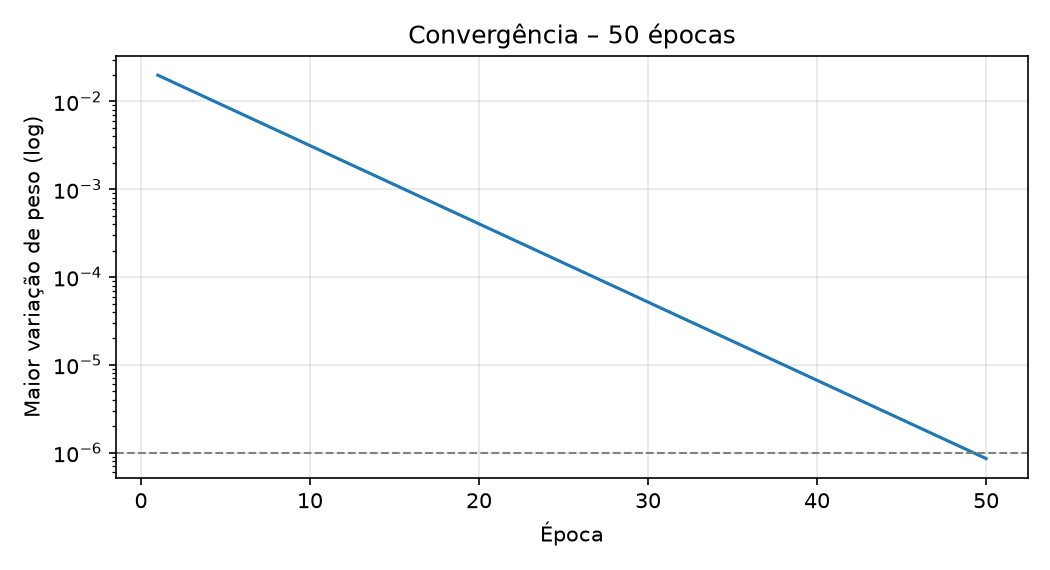 Convergência – 50 épocas
Maior variação de peso (log)
10⁻²
10⁻³
10⁻⁴
10⁻⁵
10⁻⁶
0 10 20 30 40 50
Época